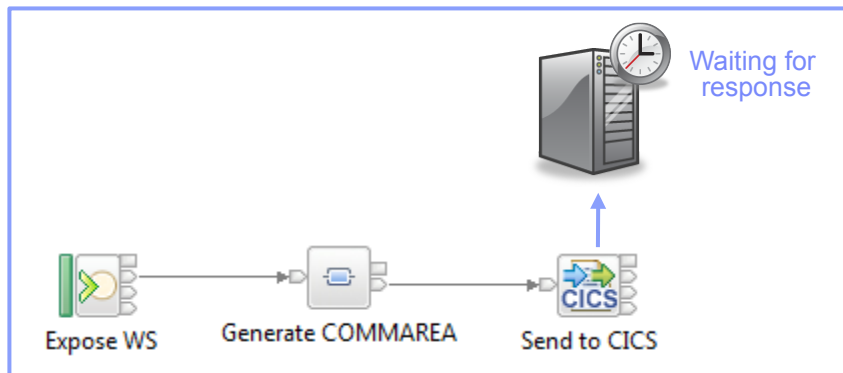 Waiting for
response
CICS
Expose WS
Generate COMMAREA
Send to CICS